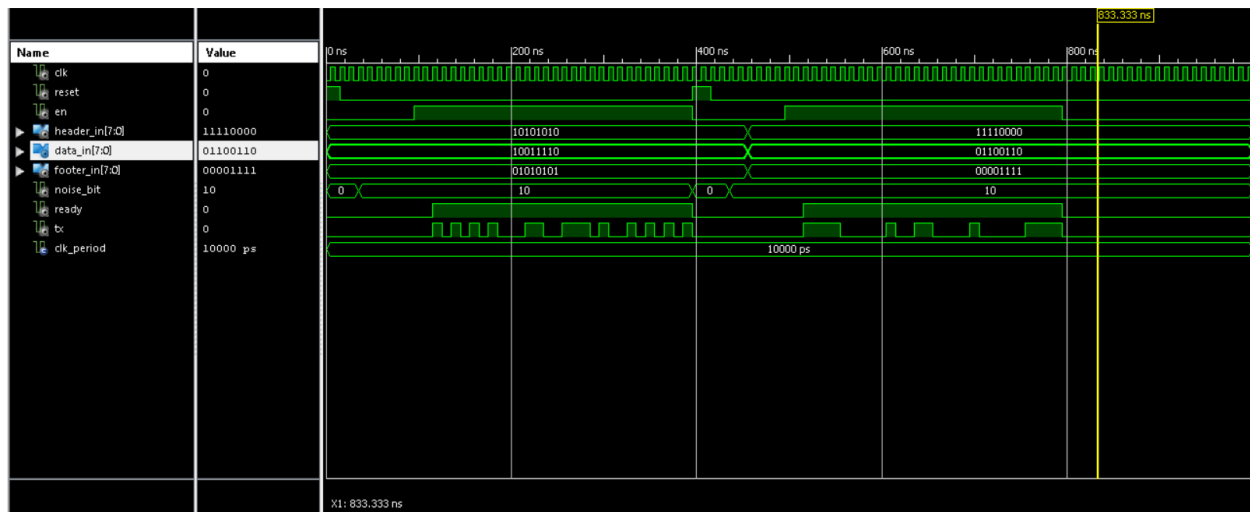 833.333 ns
Name Value
0 ns 200 ns 400 ns 600 ns 800 ns
clk 0
reset 0
en 0
header_in[7:0] 11110000 10101010 11110000
data_in[7:0] 01100110 10011110 01100110
footer_in[7:0] 00001111 01010101 00001111
noise_bit 10 0 10 0 10
ready 0
tx 0
clk_period 10000 ps 10000 ps
X1: 833.333 ns